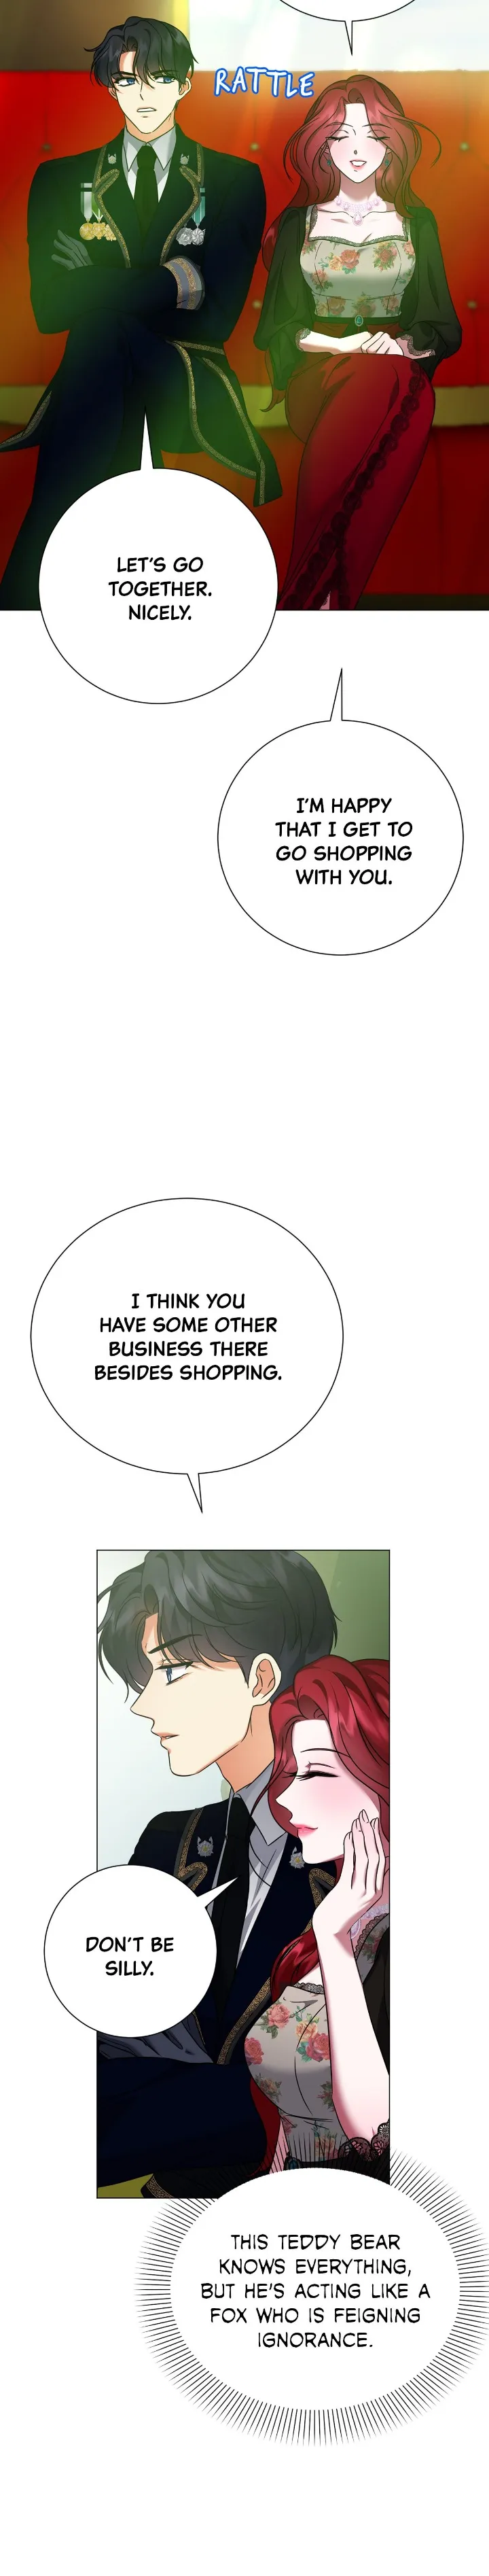 RATTLE
LET'S GO
TOGETHER.
NICELY.
I'M HAPPY
THAT I GET TO
GO SHOPPING
WITH YOU.
I THINK YOU
HAVE SOME OTHER
BUSINESS THERE
BESIDES SHOPPING.
DON'T BE
SILLY.
THIS TEDDY BEAR
KNOWS EVERYTHING,
BUT HE'S ACTING LIKE A
FOX WHO IS FEIGNING
IGNORANCE.